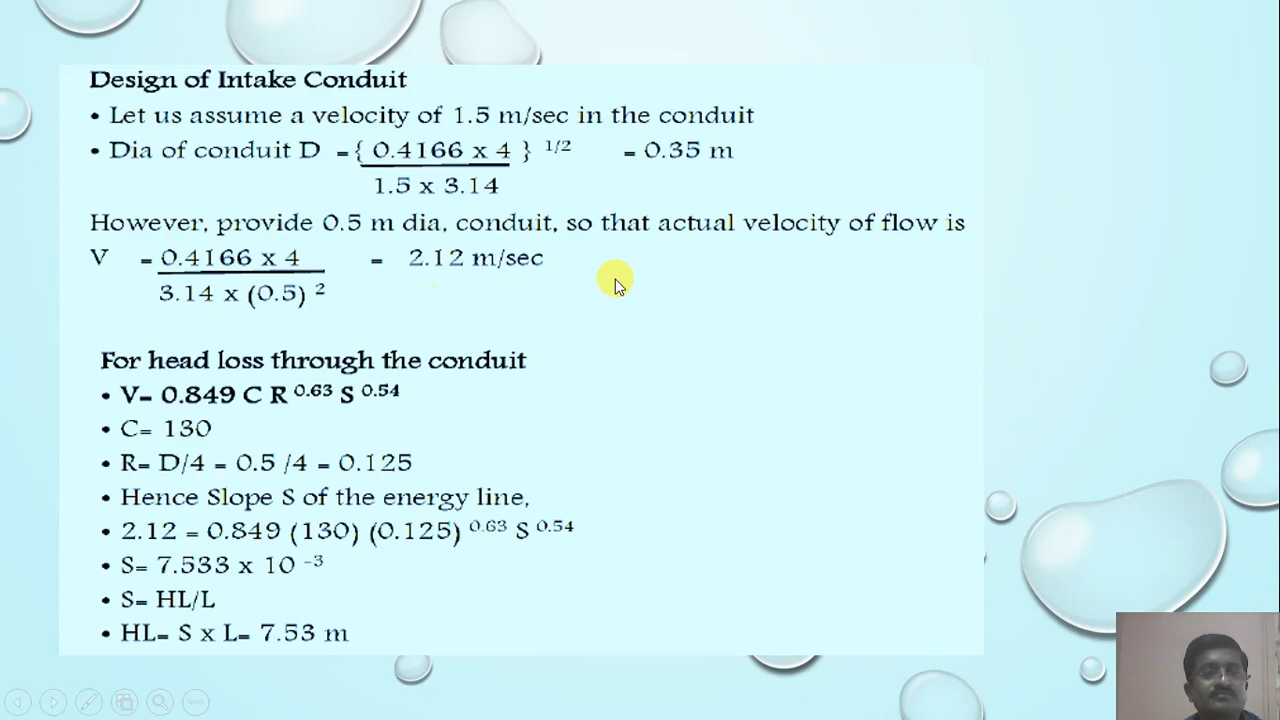 Design of Intake Conduit
• Let us assume a velocity of 1.5 m/sec in the conduit
• Dia of conduit D = { 0.4166 x 4 } 1/2 = 0.35 m
1.5 x 3.14
However, provide 0.5 m dia, conduit, so that actual velocity of flow is
V = 0.4166 x 4 = 2.12 m/sec
3.14 x (0.5) 2
For head loss through the conduit
• V= 0.849 C R 0.63 S 0.54
• C= 130
• R= D/4 = 0.5 /4 = 0.125
• Hence Slope S of the energy line,
• 2.12 = 0.849 (130) (0.125) 0.63 S 0.54
• S= 7.533 x 10 -3
• S= HL/L
• HL= S x L= 7.53 m